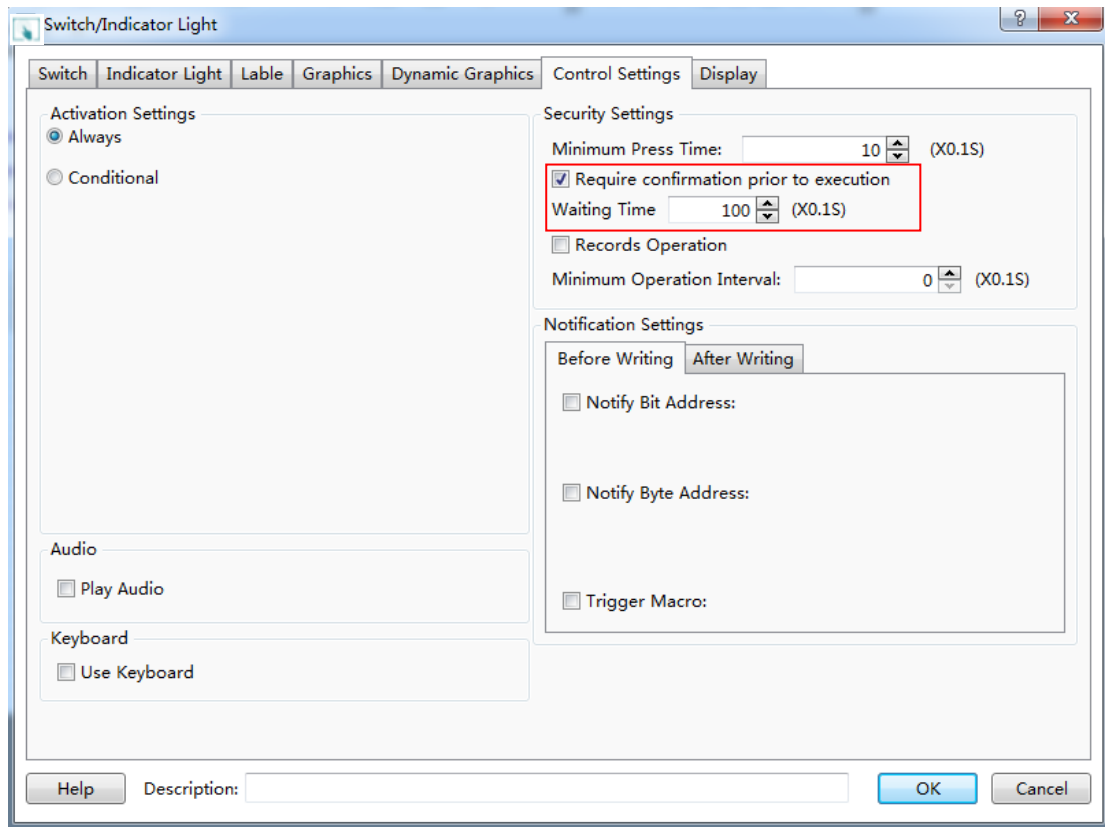 Switch/Indicator Light
?
X
Switch Indicator Light Lable Graphics Dynamic Graphics Control Settings Display
Activation Settings
Always
Conditional
Audio
Play Audio
Keyboard
Use Keyboard
Security Settings
Minimum Press Time: 10 (X0.1S)
Require confirmation prior to execution
Waiting Time 100 (X0.1S)
Records Operation
Minimum Operation Interval: 0 (X0.1S)
Notification Settings
Before Writing After Writing
Notify Bit Address:
Notify Byte Address:
Trigger Macro:
Help Description: OK Cancel